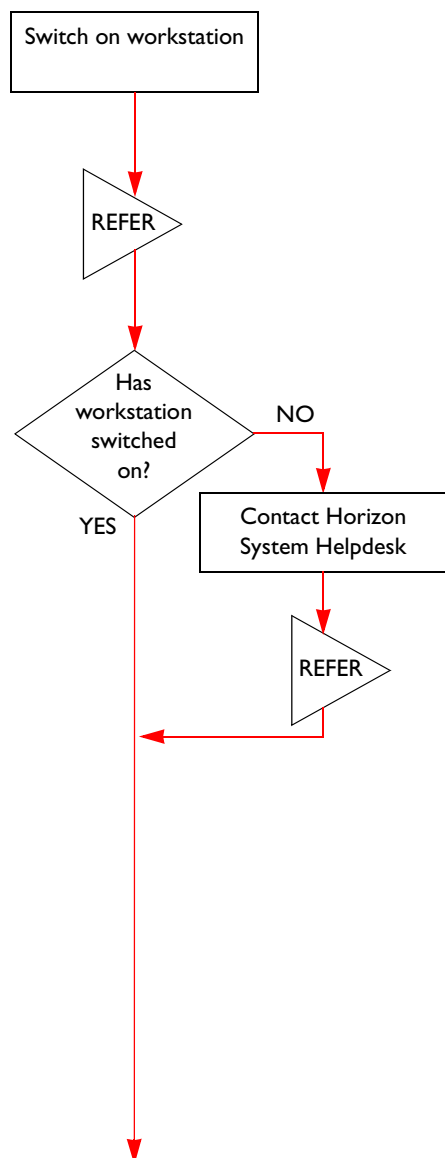 Switch on workstation
REFER
Has
workstation
switched
on?
NO
YES
Contact Horizon
System Helpdesk
REFER